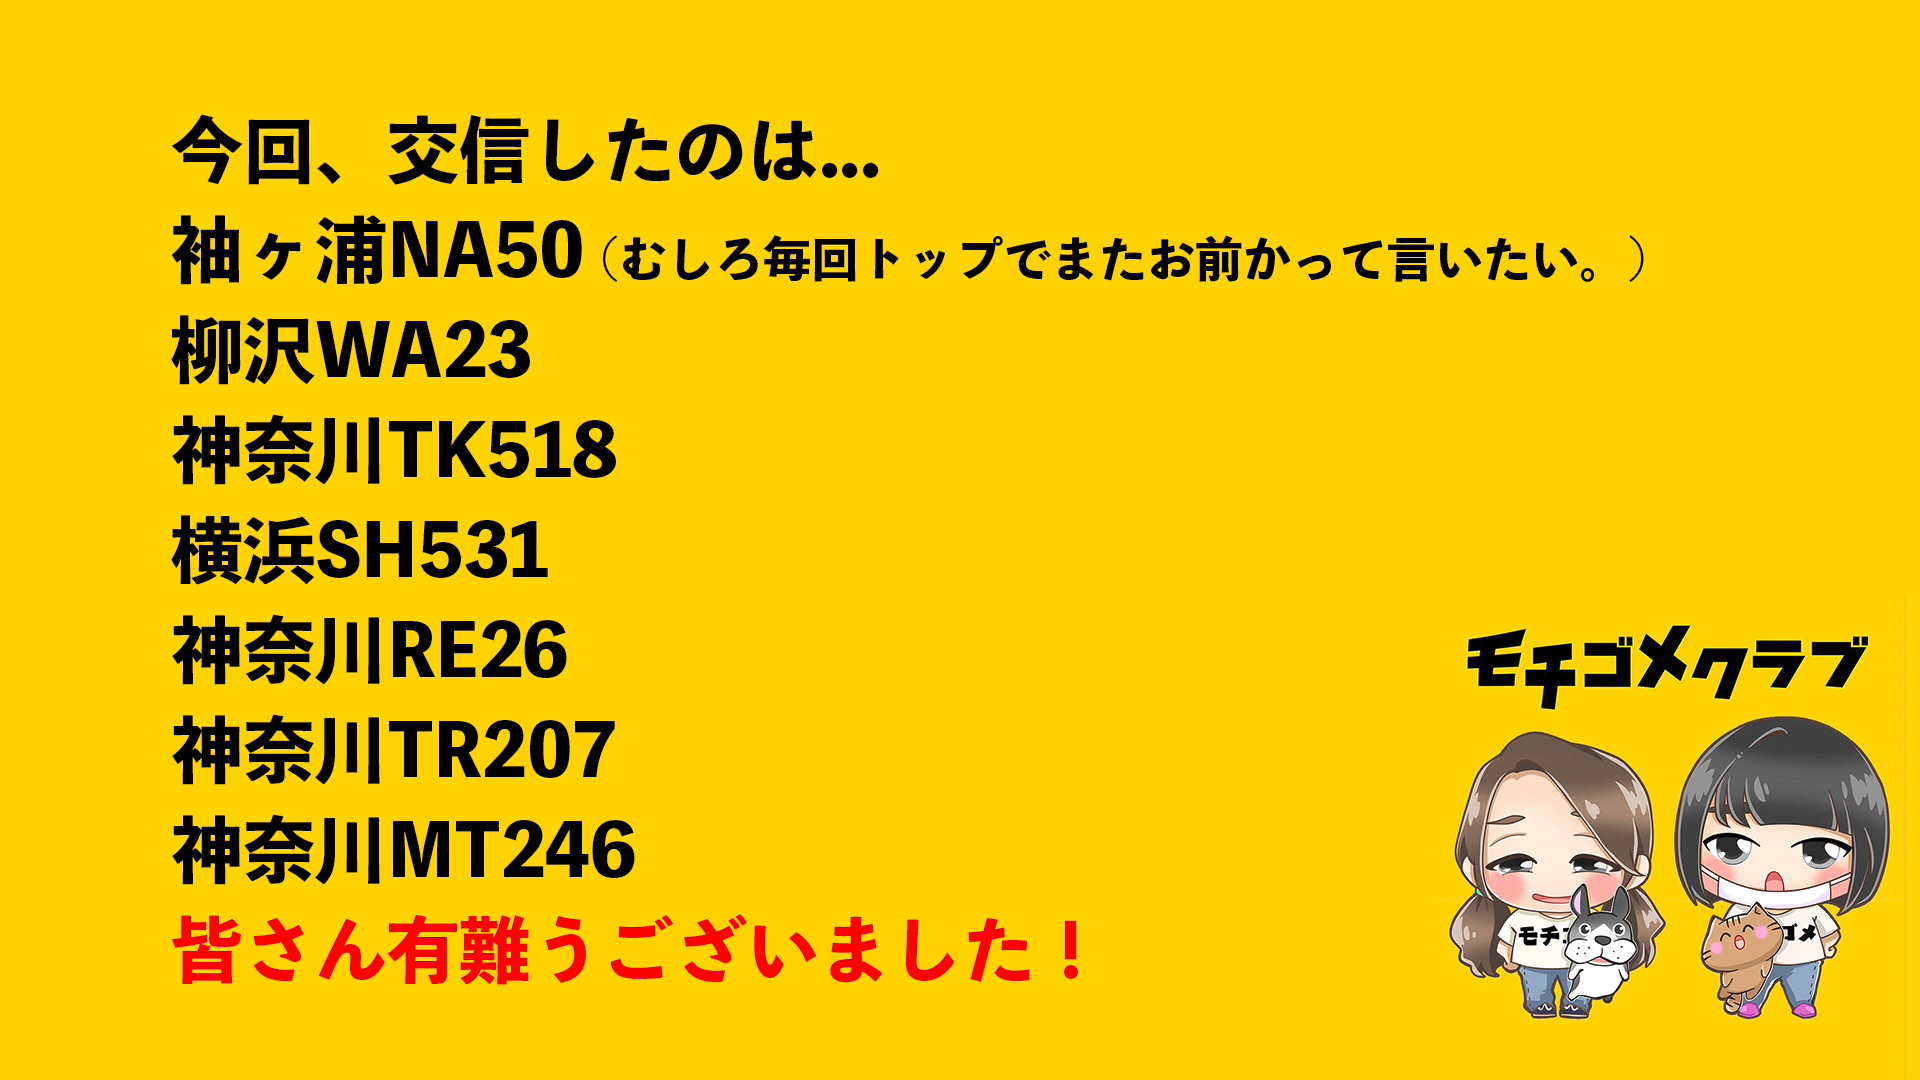 今回、交信したのは…
袖ヶ浦NA50（むしろ毎回トップでまたお前かって言いたい。）
柳沢WA23
神奈川TK518
横浜SH531
神奈川RE26
神奈川TR207
神奈川MT246
皆さん有難うございました！
モチゴメクラブ
モチゴ
ゴメ